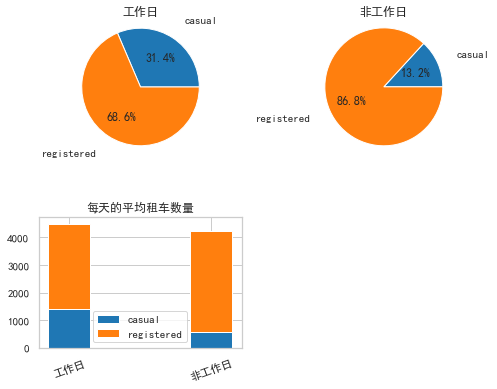 工作日
casual
31.4%
68.6%
registered
非工作日
casual
13.2%
86.8%
registered
每天的平均租车数量
4000
3000
2000
1000
0
casual
registered
工作日
非工作日